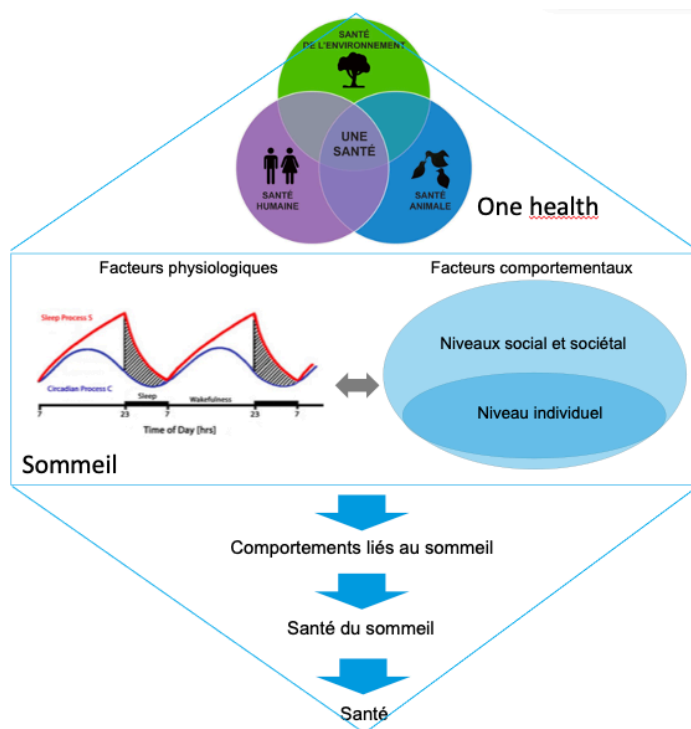 SANTÉ
DE L'ENVIRONNEMENT
UNE
SANTÉ
SANTÉ
HUMAINE
SANTÉ
ANIMALE
One health
Facteurs physiologiques
Facteurs comportementaux
Sleep Process S
Circadian Process C
Sleep
Wakefulness
7
23
7
23
7
Time of Day [hrs]
Niveaux social et sociétal
Niveau individuel
Sommeil
Comportements liés au sommeil
Santé du sommeil
Santé